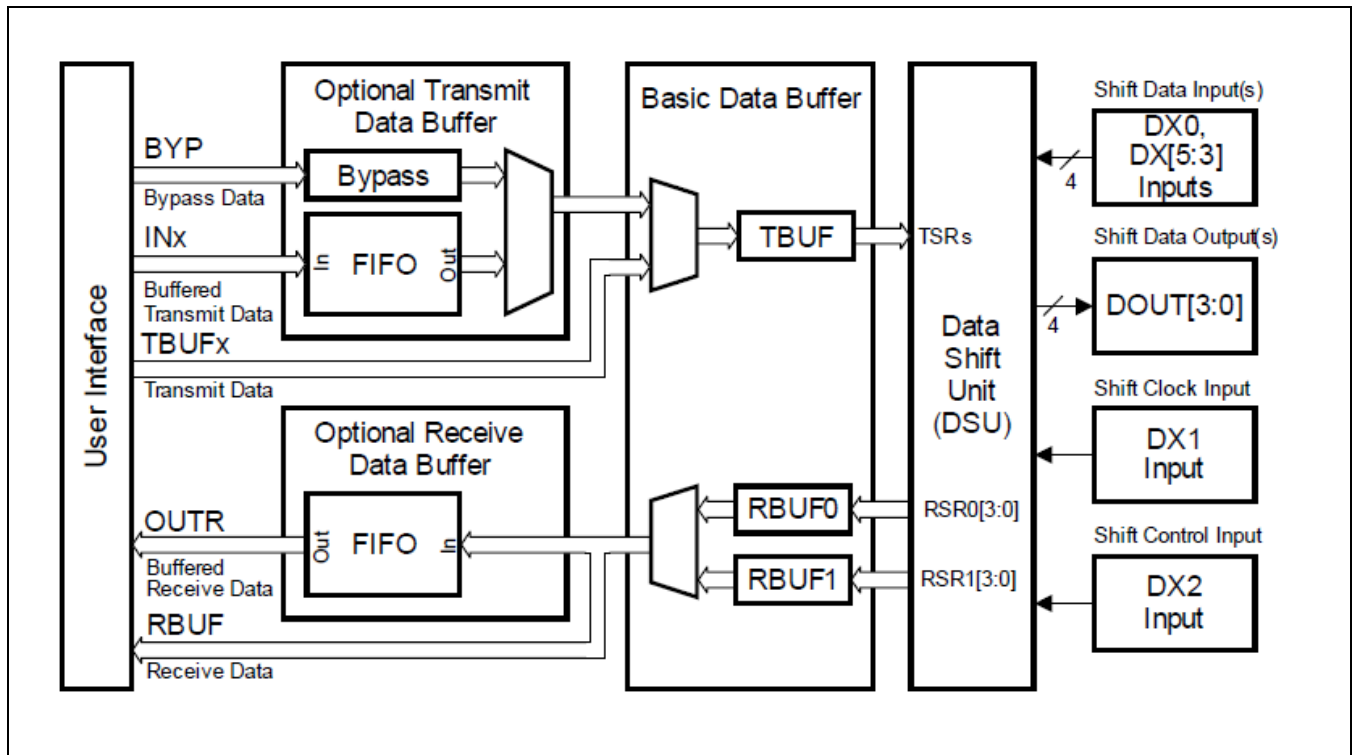 User Interface
Optional Transmit
Data Buffer
BYP
Bypass Data
Bypass
INx
Buffered
Transmit Data
In
FIFO
Out
TBUFx
Transmit Data
Basic Data Buffer
TBUF
TSRs
Data
Shift
Unit
(DSU)
Shift Data Input(s)
DX0,
DX[5:3]
Inputs
4
Shift Data Output(s)
DOUT[3:0]
4
Shift Clock Input
DX1
Input
Shift Control Input
DX2
Input
Optional Receive
Data Buffer
OUTR
Buffered
Receive Data
Out
FIFO
In
RBUF
Receive Data
RBUF0
RSR0[3:0]
RBUF1
RSR1[3:0]